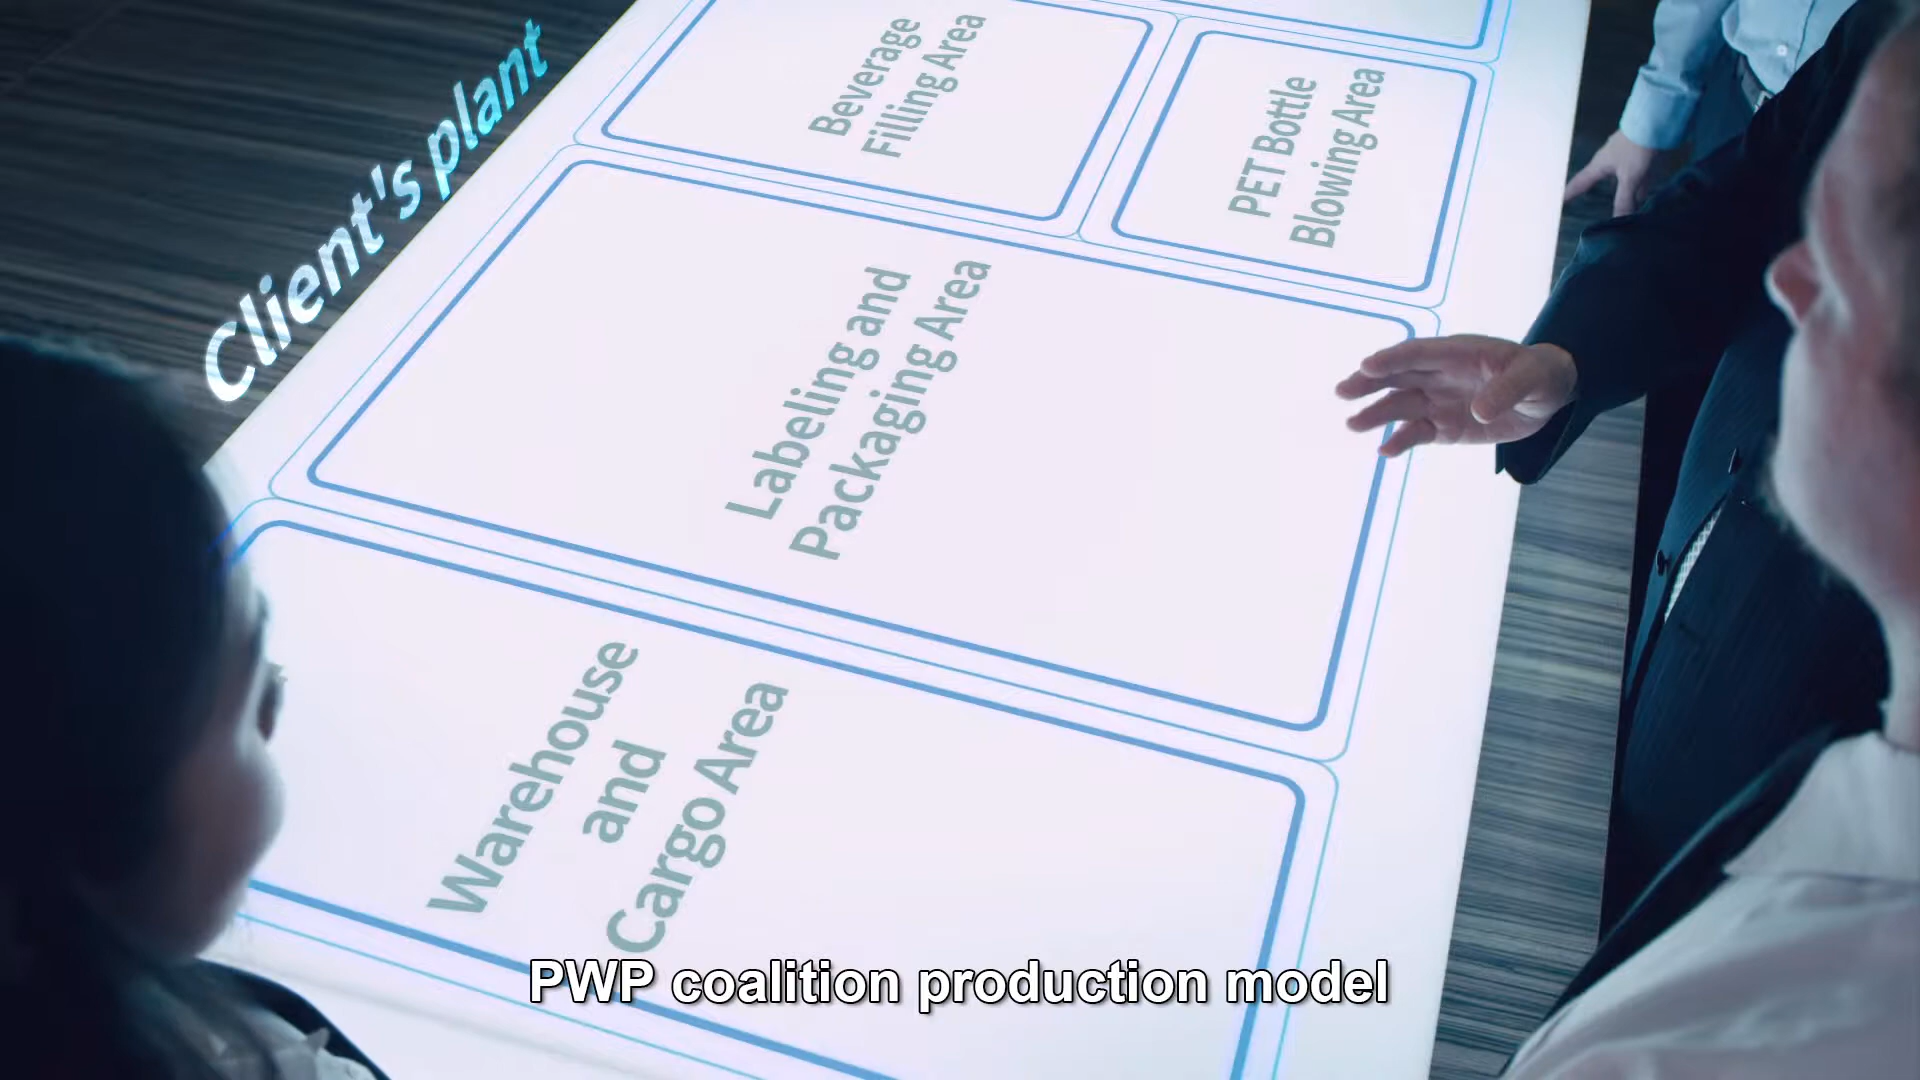 Client's plant
Beverage
Filling Area
PET Bottle
Blowing Area
Labeling and
Packaging Area
Warehouse
and
Cargo Area
PWP coalition production model